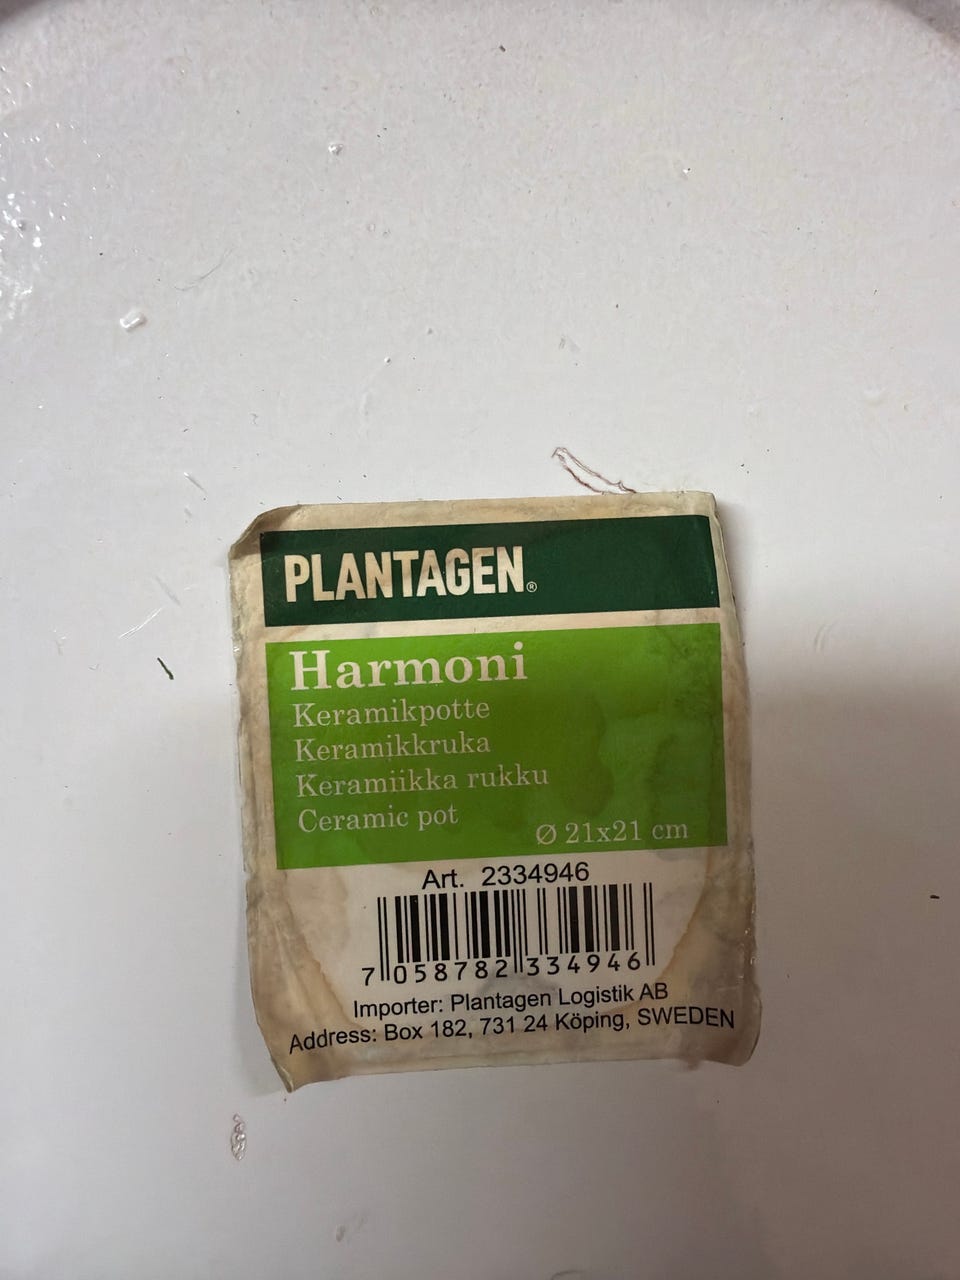 PLANTAGEN®
Harmoni
Keramikpotte
Keramikkruka
Keramiikka rukku
Ceramic pot
Ø 21x21 cm
Art. 2334946
7 058782 334946
Importer: Plantagen Logistik AB
Address: Box 182, 731 24 Köping, SWEDEN